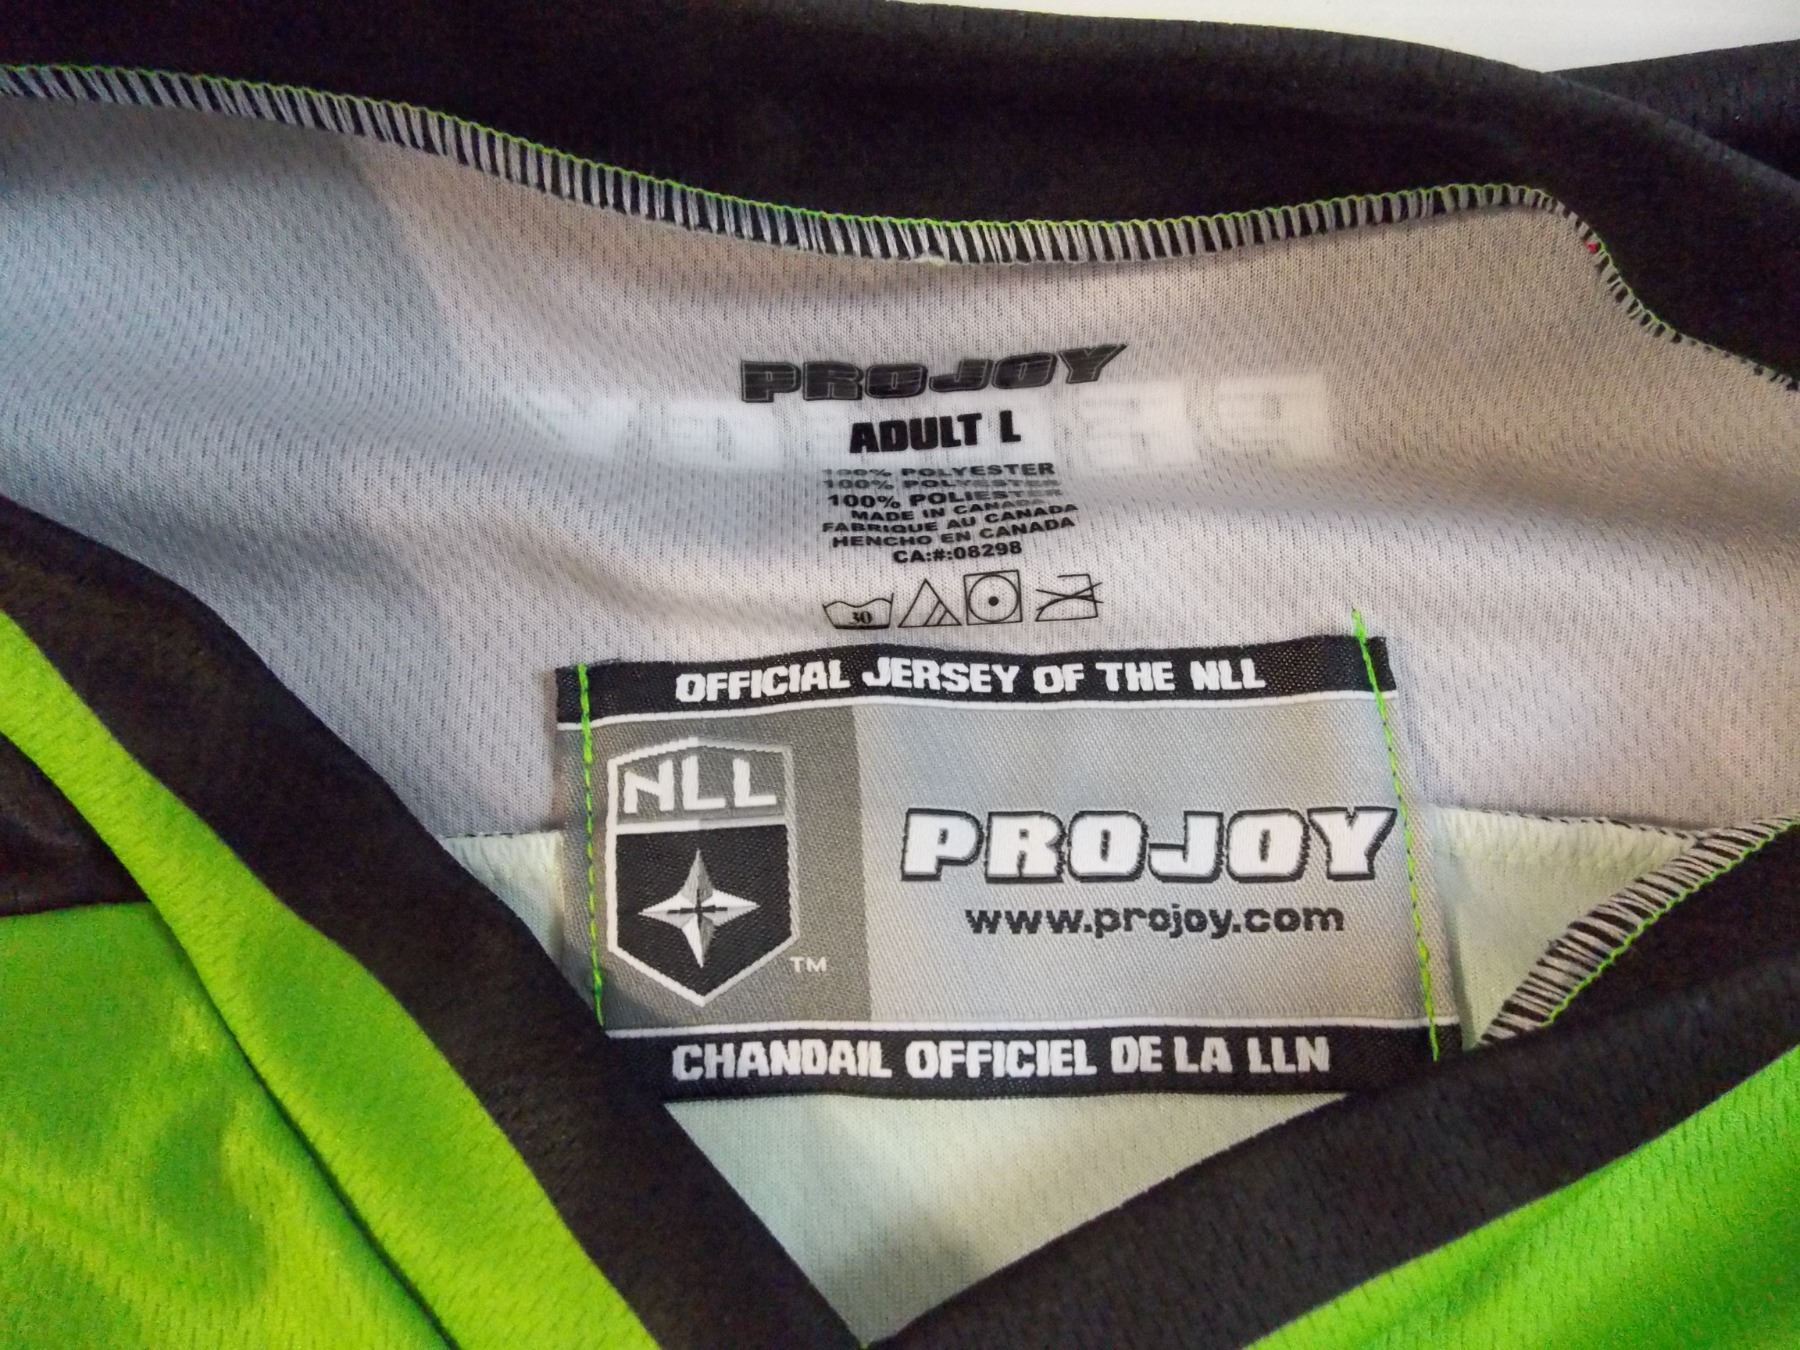 PROJOY
ADULT L
100% POLYESTER
100% POLYESTER
100% POLIESTER
MADE IN CANADA
FABRIQUE AU CANADA
HENCHO EN CANADA
CA:#:08298
30
OFFICIAL JERSEY OF THE NLL
NLL
TM
PROJOY
www.projoy.com
CHANDAIL OFFICIEL DE LA LLN